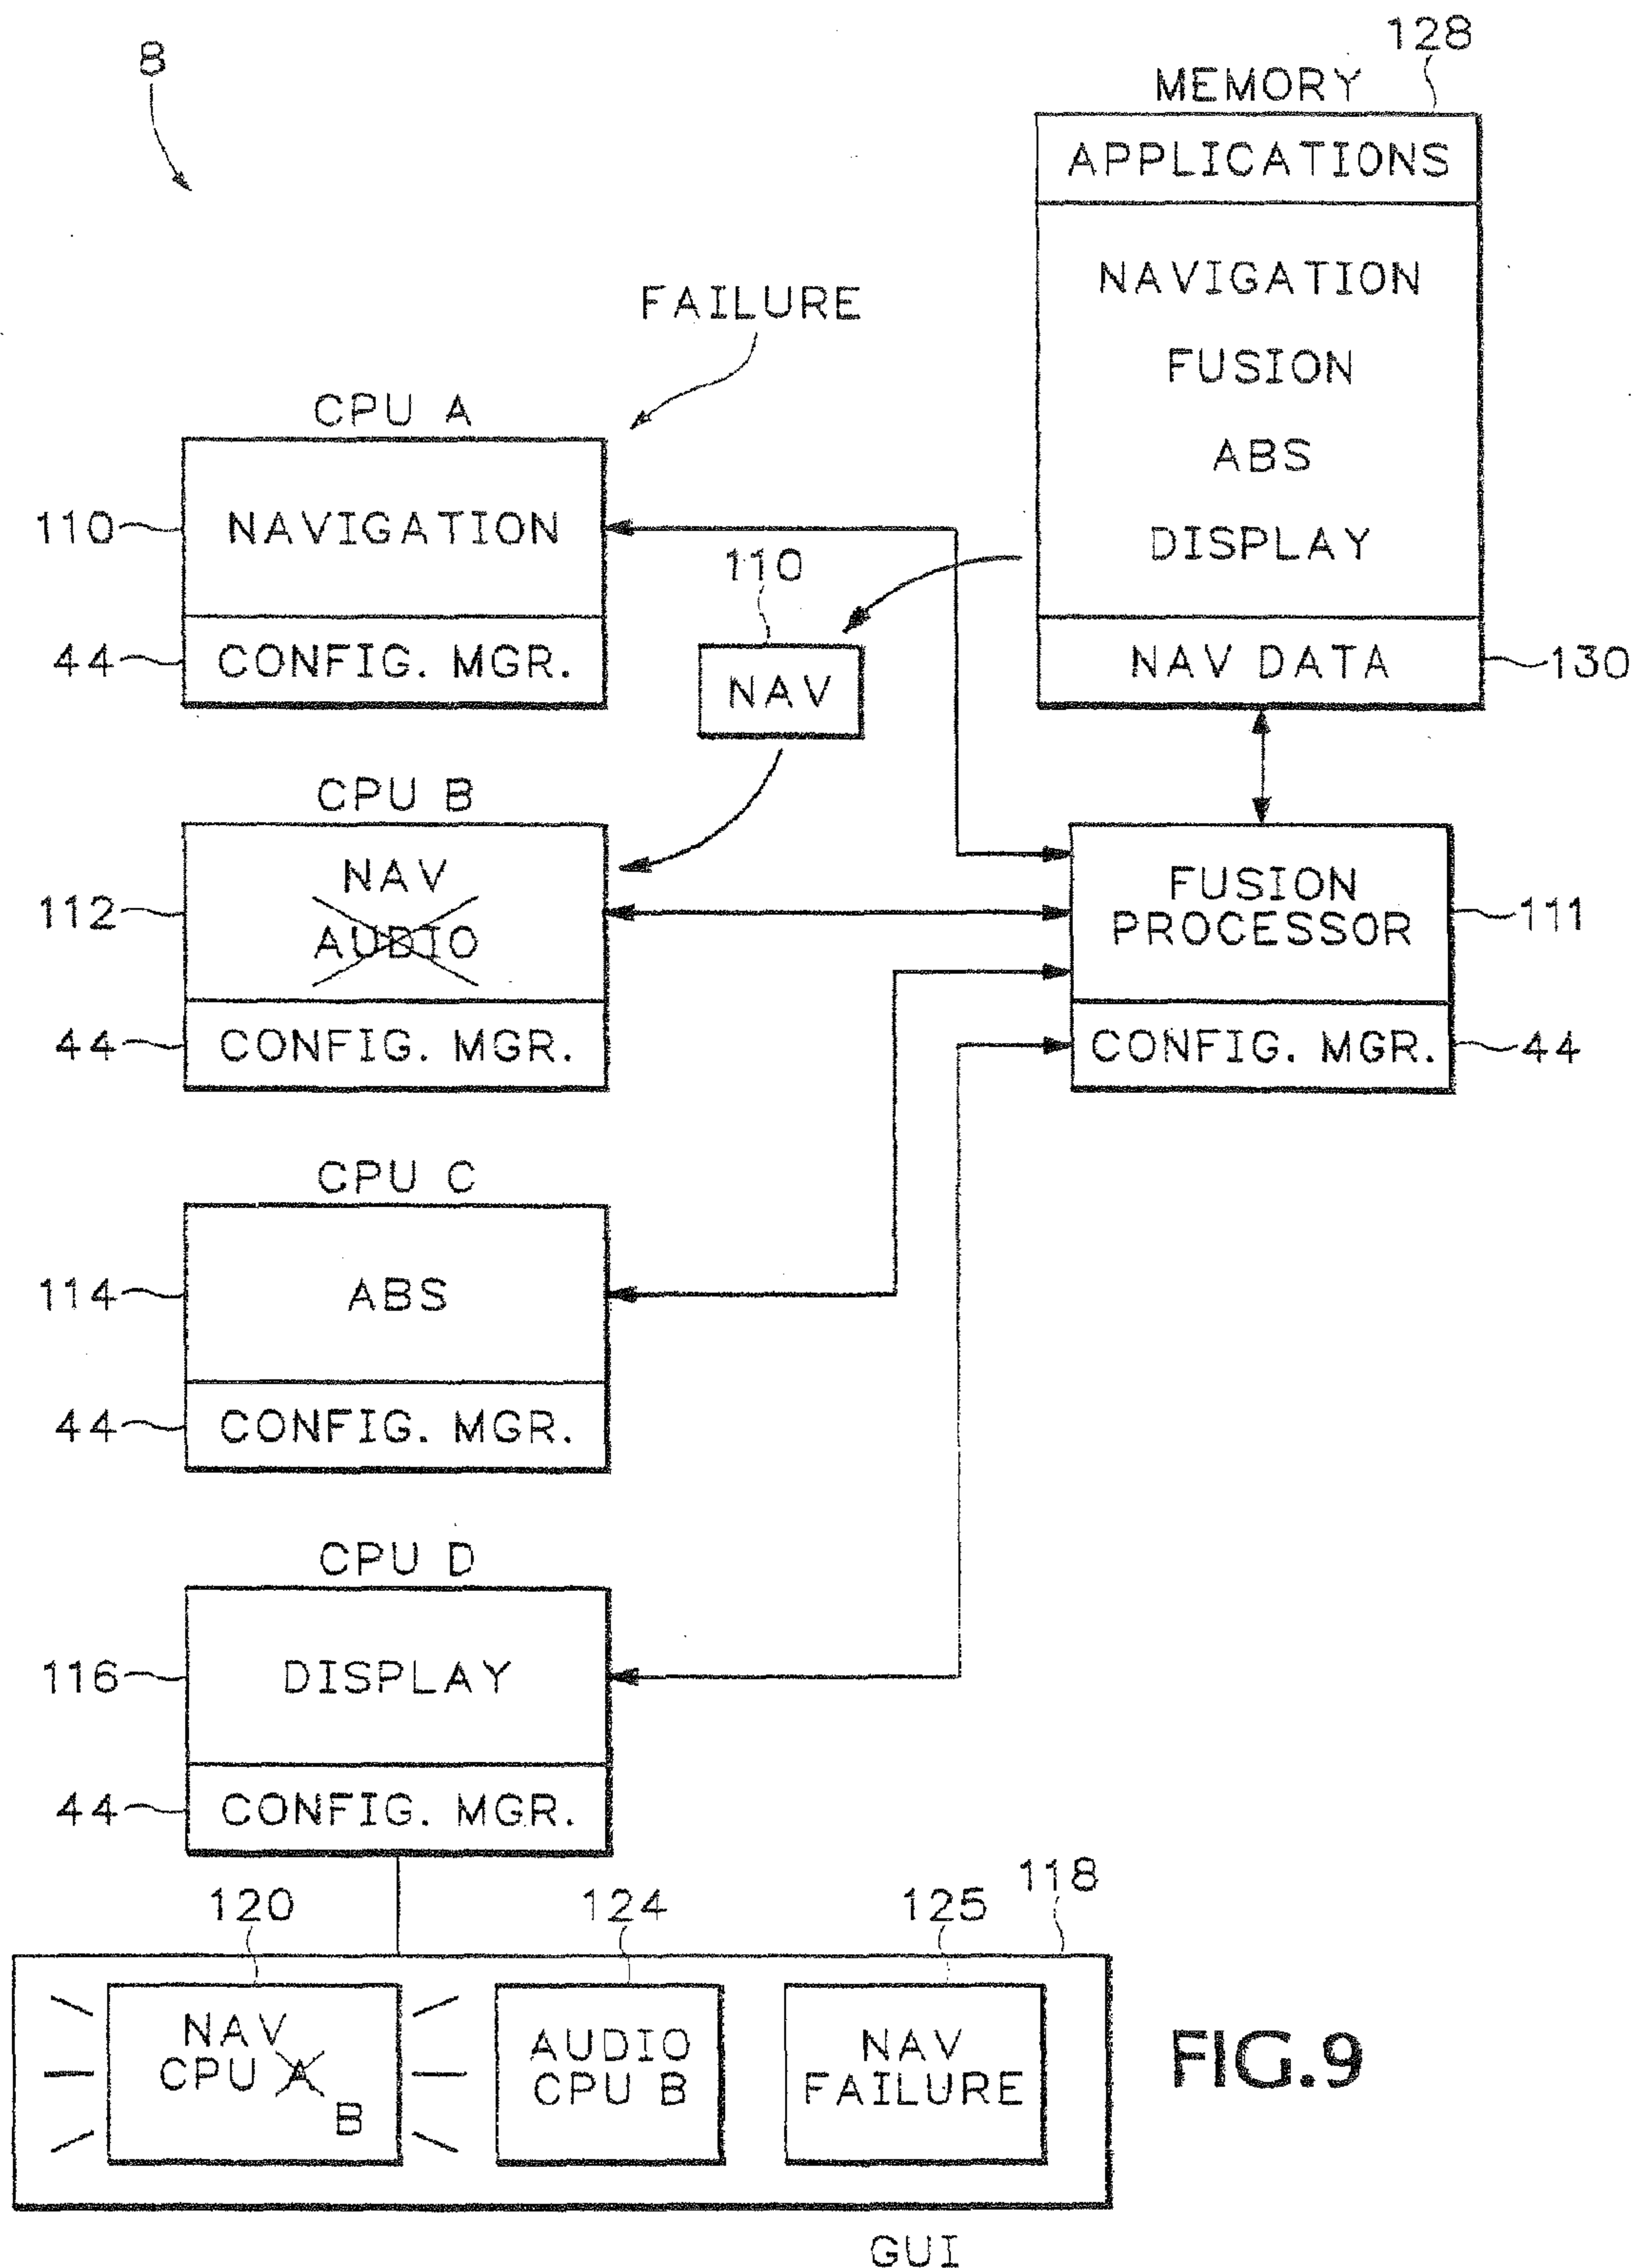 8
128
MEMORY
APPLICATIONS
NAVIGATION
FUSION
ABS
DISPLAY
NAV DATA
130
FAILURE
CPU A
110
NAVIGATION
44
CONFIG. MGR.
110
NAV
CPU B
112
NAV
AUDIO
44
CONFIG. MGR.
FUSION
PROCESSOR
111
CONFIG. MGR.
44
CPU C
114
ABS
44
CONFIG. MGR.
CPU D
116
DISPLAY
44
CONFIG. MGR.
118
120
NAV
CPU A
B
124
AUDIO
CPU B
125
NAV
FAILURE
GUI
FIG.9